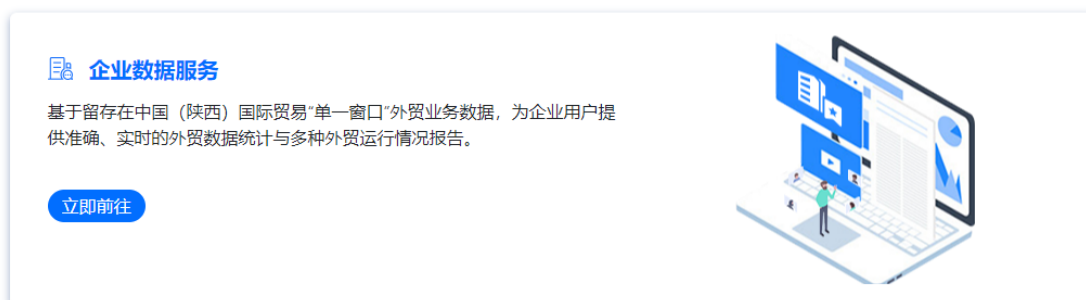 企业数据服务
基于留存在中国（陕西）国际贸易“单一窗口”外贸业务数据，为企业用户提
供准确、实时的外贸数据统计与多种外贸运行情况报告。
立即前往